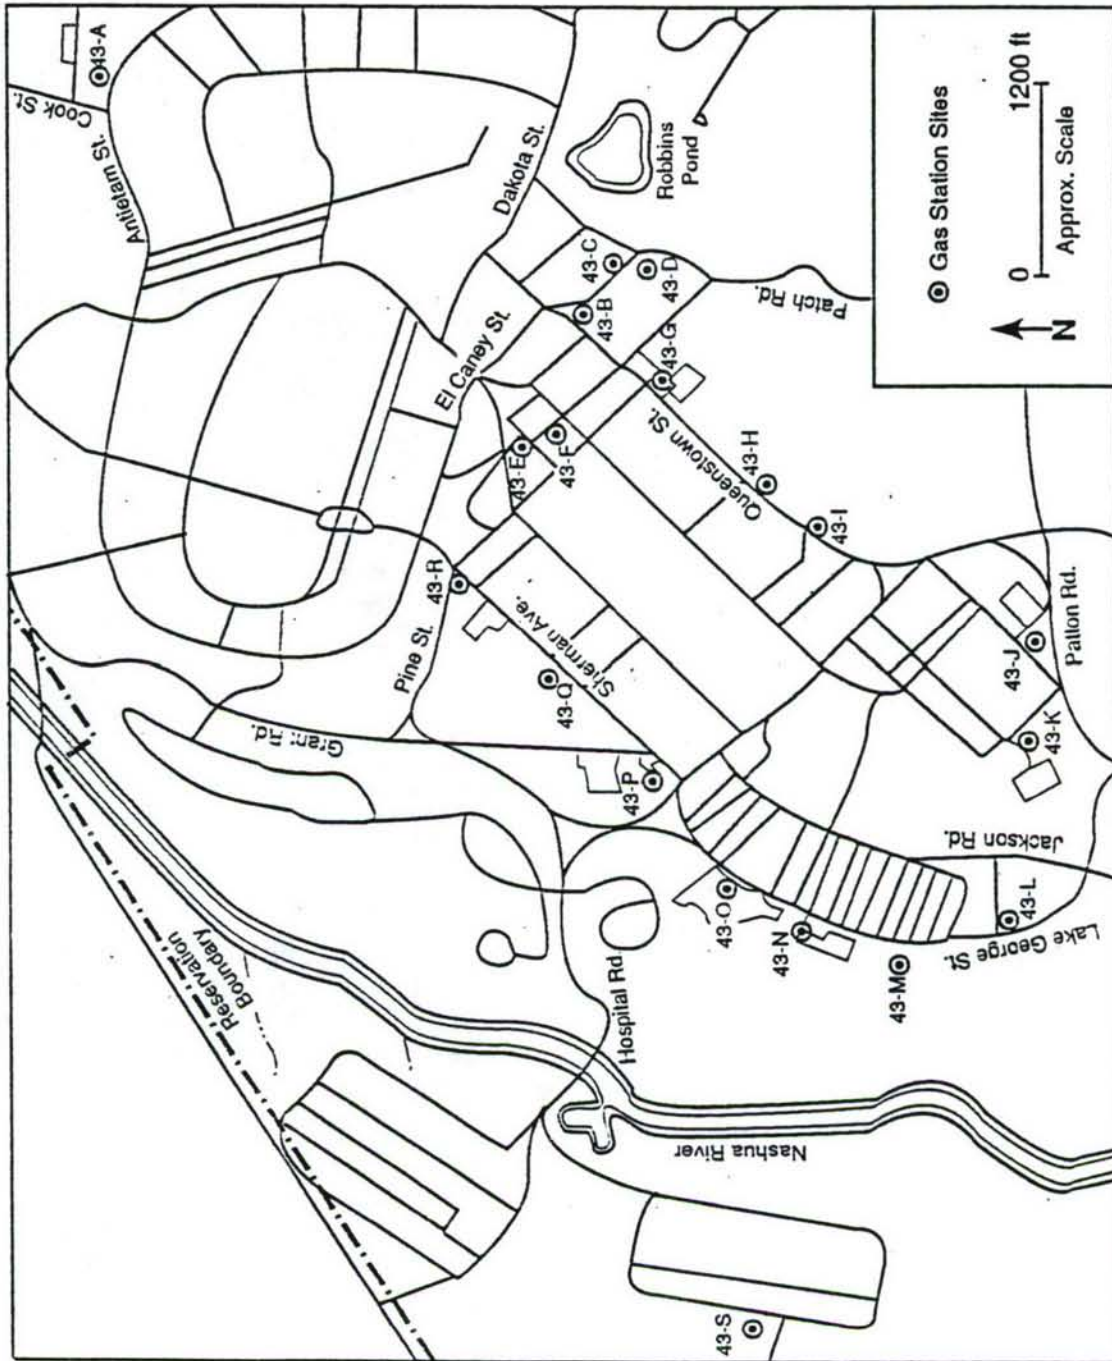 43-A
Cook St.
Antietam St.
Dakota St.
Robbins
Pond
43-C
43-D
43-B
El Caney St.
43-G
Patch Rd.
43-E
43-F
Queenstown St.
43-H
43-I
43-R
Pine St.
Sherman Ave.
43-Q
Grant Rd.
43-P
43-J
Patton Rd.
43-K
Jackson Rd.
43-O
43-N
43-L
Lake George St.
43-M
Reservation
Boundary
Hospital Rd.
Nashua River
43-S
Gas Station Sites
0
1200 ft
Approx. Scale
N